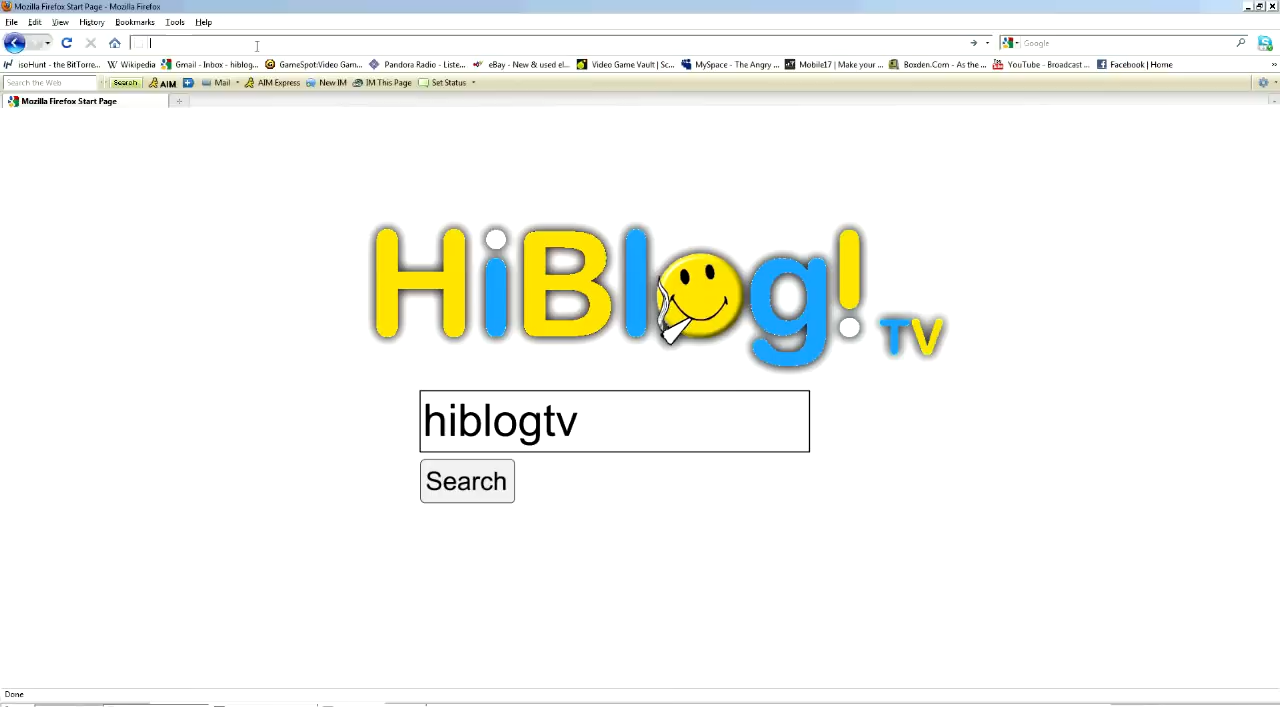 Mozilla Firefox Start Page - Mozilla Firefox
File Edit View History Bookmarks Tools Help
Google
isoHunt - the BitTorre... Wikipedia Gmail - Inbox - hiblog... GameSpot/Video Gam... Pandora Radio - Liste... eBay - New & used el... Video Game Vault | Sc... MySpace - The Angry ... Mobile17 | Make your ... Boxden.Com - Greate... YouTube - Broadcast ... Facebook | Home »
Search the Web Search AIM Mail AIM Express New IM IM This Page Set Status
Mozilla Firefox Start Page
HiBlog! TV
hiblogtv
Search
Done